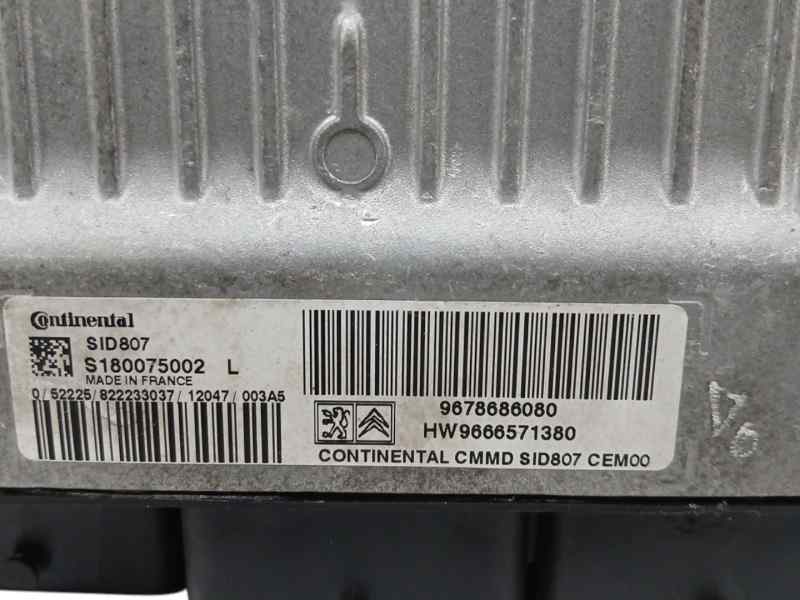 Continental
SID807
S180075002 L
MADE IN FRANCE
0/52225/822233037/12047/003A5
9678686080
HW9666571380
CONTINENTAL CMMD SID807 CEM00